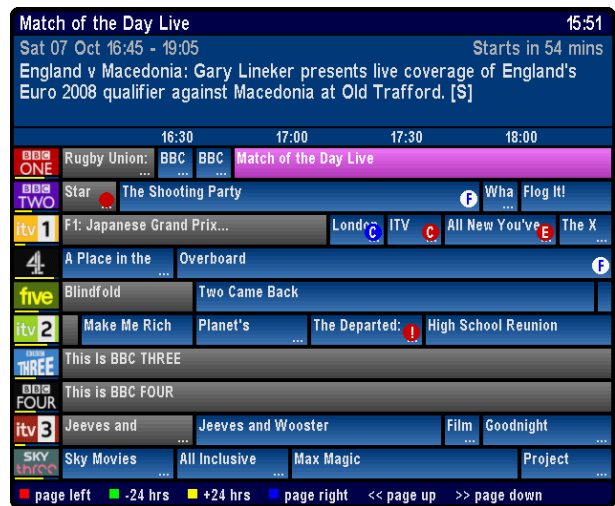 Match of the Day Live 15:51
Sat 07 Oct 16:45 - 19:05 Starts in 54 mins
England v Macedonia: Gary Lineker presents live coverage of England's
Euro 2008 qualifier against Macedonia at Old Trafford. [S]
16:30 17:00 17:30 18:00
BBC ONE Rugby Union: ... BBC ... BBC ... Match of the Day Live
BBC TWO Star ... The Shooting Party F Wha ... Flog It!
itv 1 F1: Japanese Grand Prix... London C ITV C All New You've E The X ...
4 A Place in the ... Overboard F
five Blindfold Two Came Back
itv 2 Make Me Rich Planet's ... The Departed: ! High School Reunion
BBC THREE This Is BBC THREE
BBC FOUR This is BBC FOUR
itv 3 Jeeves and ... Jeeves and Wooster Film ... Goodnight ...
SKY three Sky Movies ... All Inclusive ... Max Magic Project ...
page left -24 hrs +24 hrs page right << page up >> page down